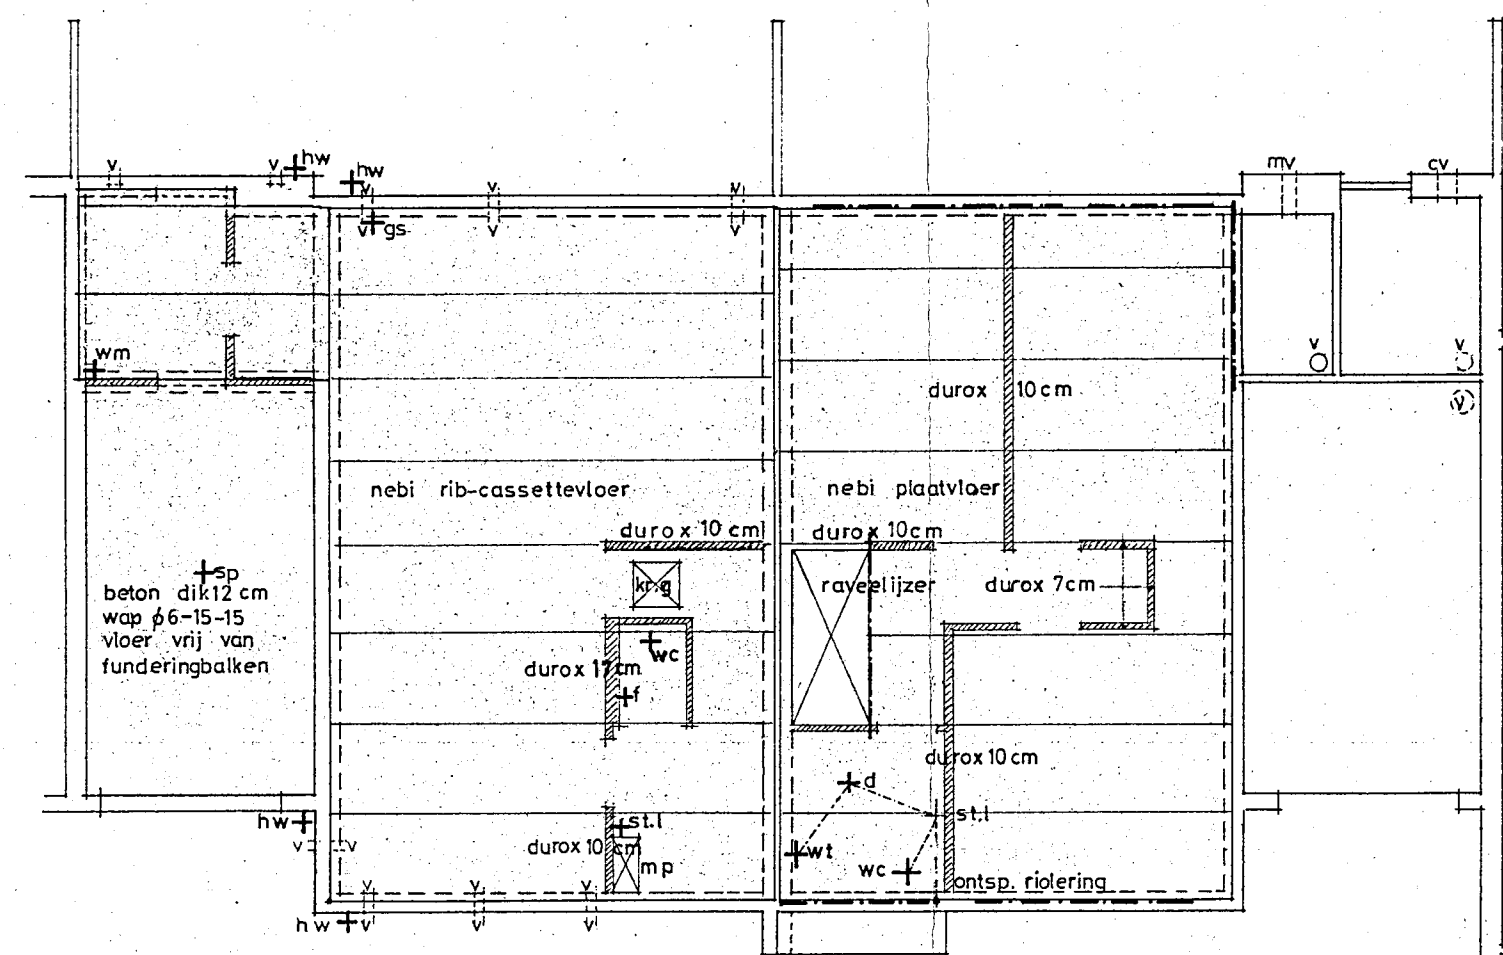 mv
cv
v
v
hw
hw
v
v
v
v
gs
v
v
wm
v
v
v
durox 10 cm
nebi rib-cassettevloer
nebi plaatvloer
durox 10 cm
durox 10cm
sp
beton dik 12 cm
wap ϕ6-15-15
vloer vrij van
funderingbalken
kr.g
raveelijzer
durox 7cm
wc
durox 17 cm
f
durox 10 cm
d
st.l
st.l
hw
v
v
durox 10 cm
mp
wt
wc
ontsp. riolering
v
v
v
hw
v
v
v